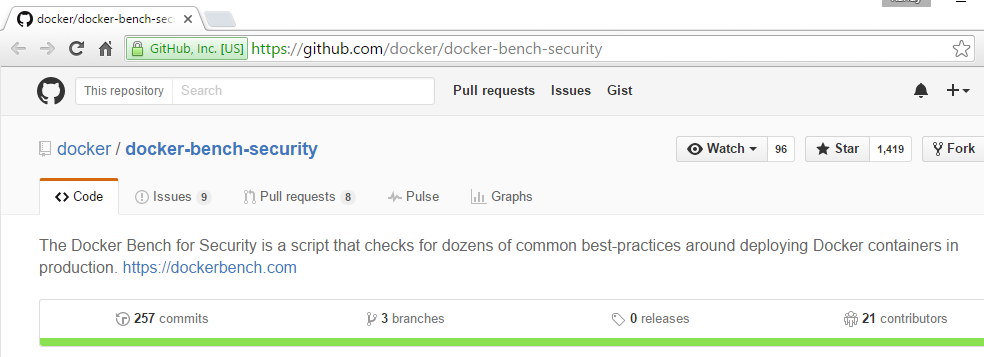 docker/docker-bench-sec
GitHub, Inc. [US] https://github.com/docker/docker-bench-security
This repository Search Pull requests Issues Gist
docker / docker-bench-security Watch 96 Star 1,419 Fork
Code Issues 9 Pull requests 8 Pulse Graphs
The Docker Bench for Security is a script that checks for dozens of common best-practices around deploying Docker containers in
production. https://dockerbench.com
257 commits 3 branches 0 releases 21 contributors